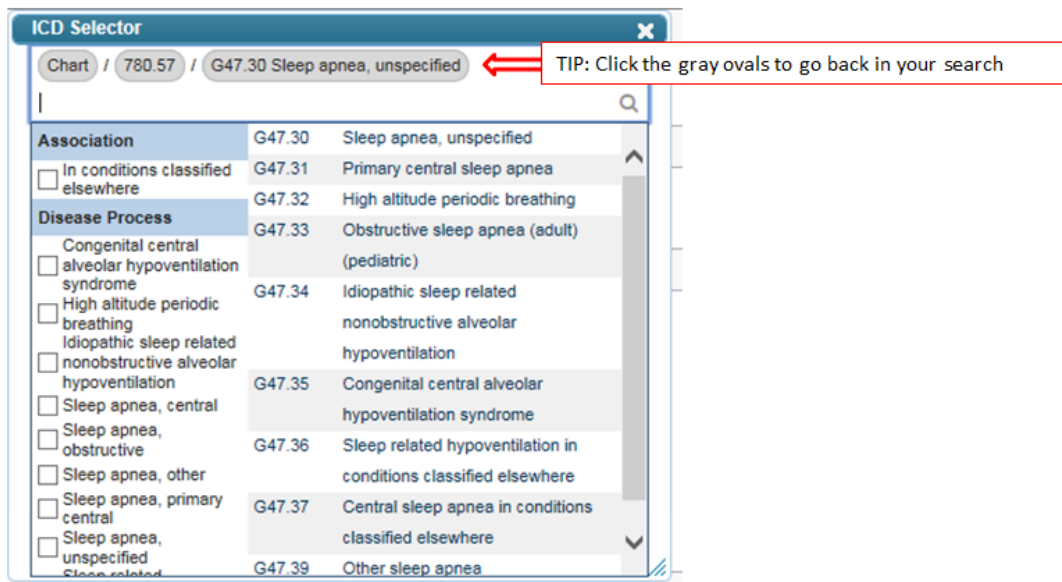 ICD Selector
Chart / 780.57 / G47.30 Sleep apnea, unspecified
TIP: Click the gray ovals to go back in your search
Association
In conditions classified
elsewhere
Disease Process
Congenital central
alveolar hypoventilation
syndrome
High altitude periodic
breathing
Idiopathic sleep related
nonobstructive alveolar
hypoventilation
Sleep apnea, central
Sleep apnea,
obstructive
Sleep apnea, other
Sleep apnea, primary
central
Sleep apnea,
unspecified
Sleep related
G47.30 Sleep apnea, unspecified
G47.31 Primary central sleep apnea
G47.32 High altitude periodic breathing
G47.33 Obstructive sleep apnea (adult)
(pediatric)
G47.34 Idiopathic sleep related
nonobstructive alveolar
hypoventilation
G47.35 Congenital central alveolar
hypoventilation syndrome
G47.36 Sleep related hypoventilation in
conditions classified elsewhere
G47.37 Central sleep apnea in conditions
classified elsewhere
G47.39 Other sleep apnea